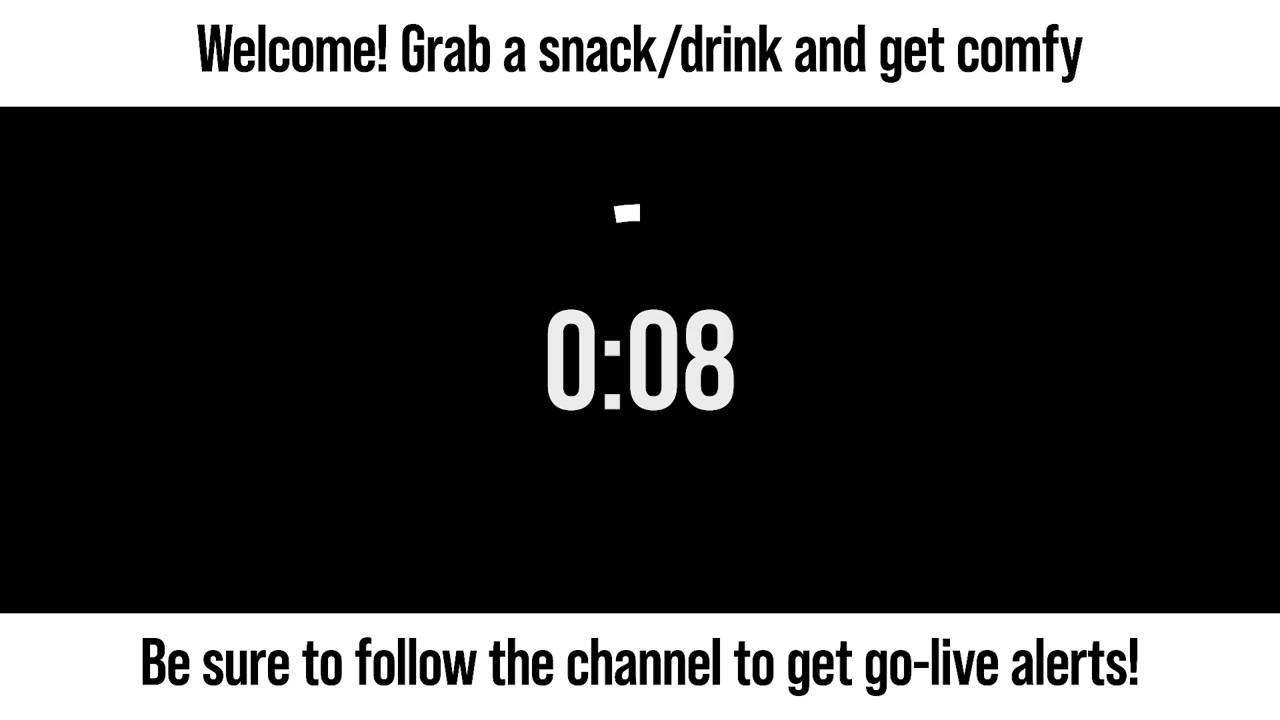 Welcome! Grab a snack/drink and get comfy
0:08
Be sure to follow the channel to get go-live alerts!